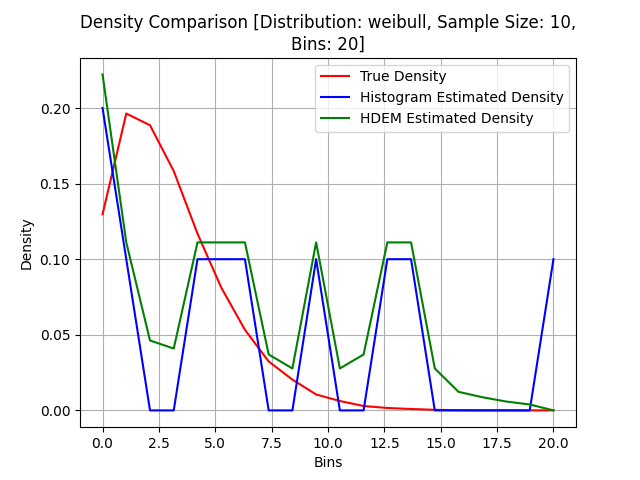 Density Comparison [Distribution: weibull, Sample Size: 10,
Bins: 20]
True Density
Histogram Estimated Density
HDEM Estimated Density
Density
0.20
0.15
0.10
0.05
0.00
0.0 2.5 5.0 7.5 10.0 12.5 15.0 17.5 20.0
Bins